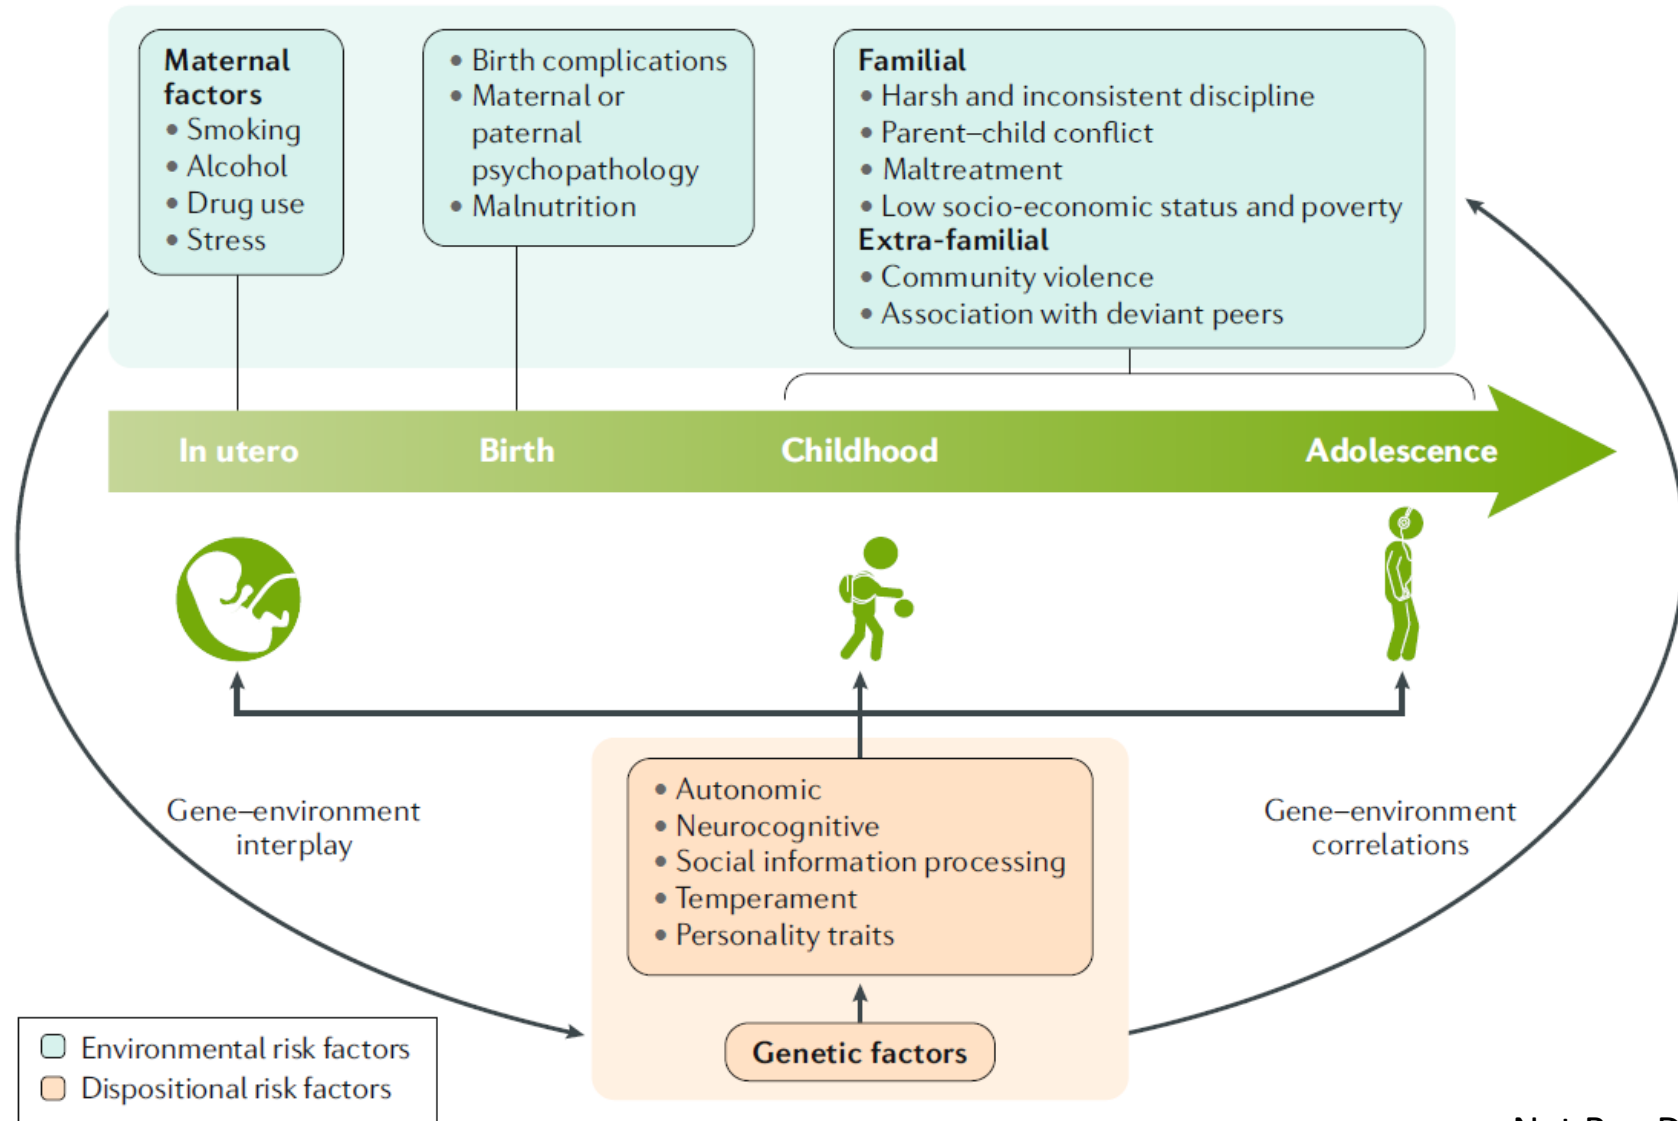 Maternal
factors
• Smoking
• Alcohol
• Drug use
• Stress
• Birth complications
• Maternal or
paternal
psychopathology
• Malnutrition
Familial
• Harsh and inconsistent discipline
• Parent–child conflict
• Maltreatment
• Low socio-economic status and poverty
Extra-familial
• Community violence
• Association with deviant peers
In utero
Birth
Childhood
Adolescence
Gene–environment
interplay
• Autonomic
• Neurocognitive
• Social information processing
• Temperament
• Personality traits
Genetic factors
Gene–environment
correlations
Environmental risk factors
Dispositional risk factors